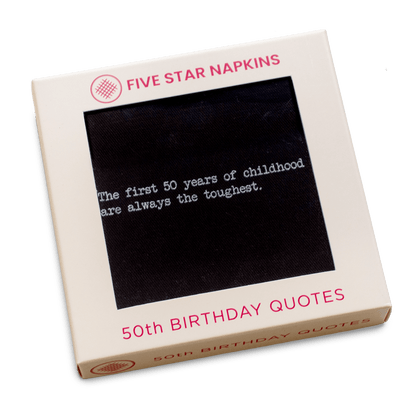 FIVE STAR NAPKINS
The first 50 years of childhood
are always the toughest.
50th BIRTHDAY QUOTES
50th BIRTHDAY QUOTES